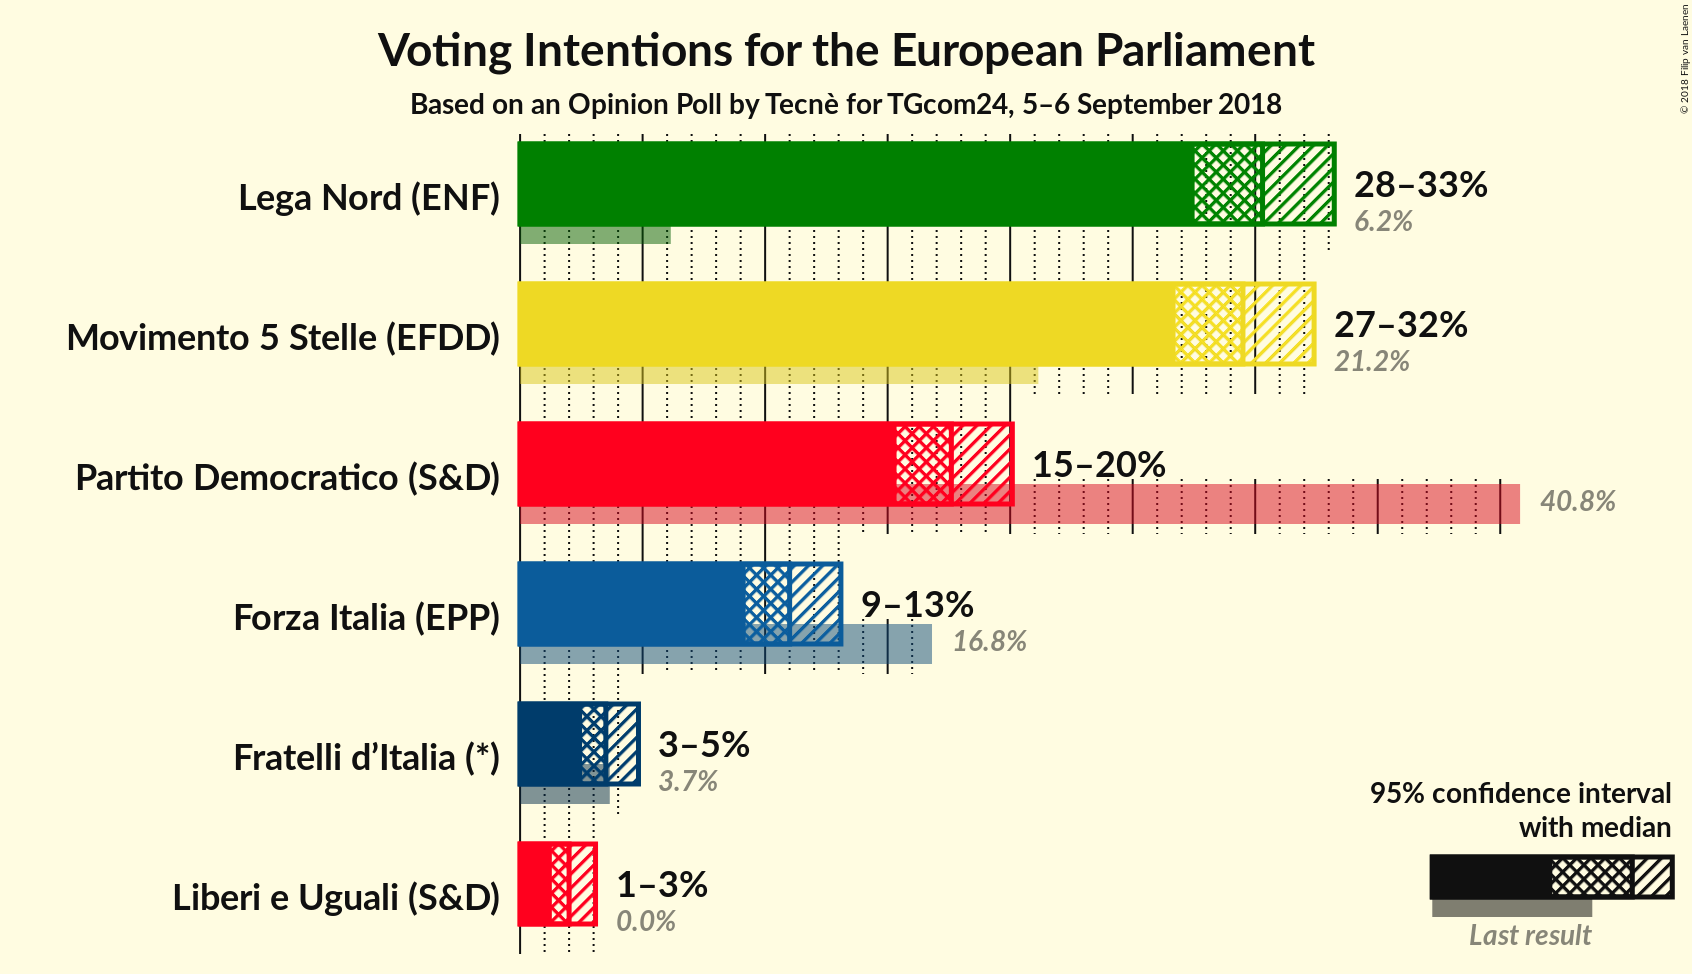 Voting Intentions for the European Parliament
Based on an Opinion Poll by Tecnè for TGcom24, 5–6 September 2018
© 2018 Filip van Laenen
Lega Nord (ENF)
28–33%
6.2%
Movimento 5 Stelle (EFDD)
27–32%
21.2%
Partito Democratico (S&D)
15–20%
40.8%
Forza Italia (EPP)
9–13%
16.8%
Fratelli d’Italia (*)
3–5%
3.7%
Liberi e Uguali (S&D)
1–3%
0.0%
95% confidence interval
with median
Last result